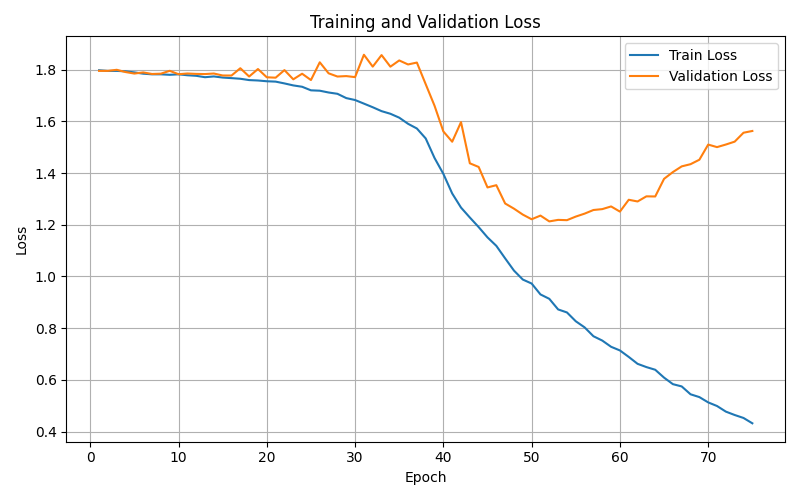 Training and Validation Loss
Train Loss
Validation Loss
1.8
1.6
1.4
1.2
1.0
0.8
0.6
0.4
Loss
0 10 20 30 40 50 60 70
Epoch